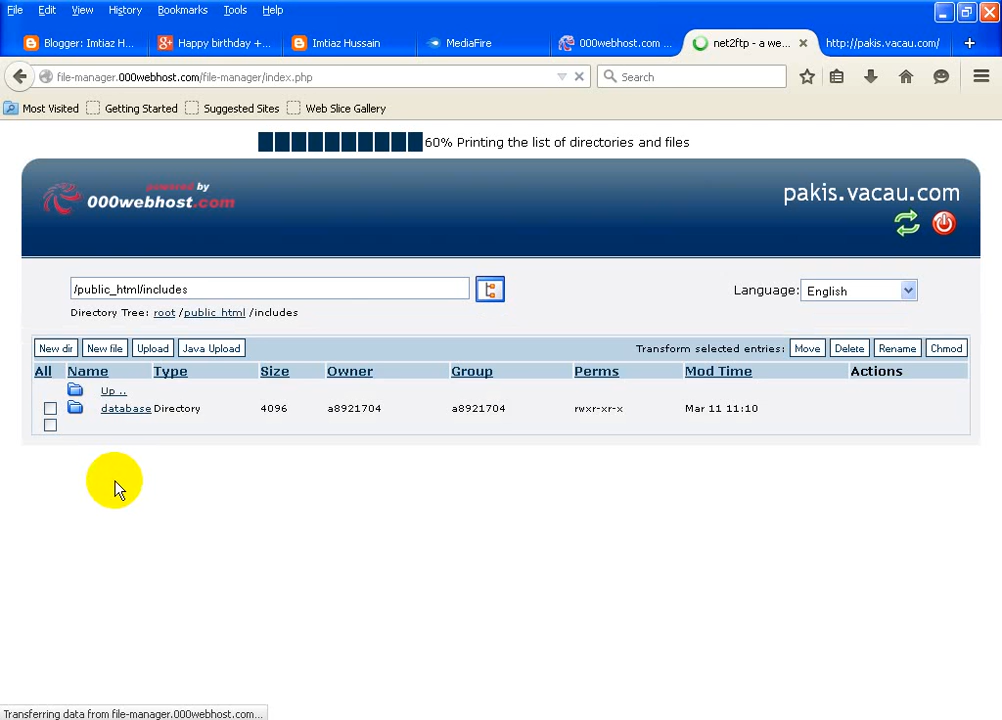 File Edit View History Bookmarks Tools Help
Blogger: Imtiaz H... Happy birthday +... Imtiaz Hussain MediaFire 000webhost.com ... net2ftp - a we... http://pakis.vacau.com/
file-manager.000webhost.com/file-manager/index.php Search
Most Visited Getting Started Suggested Sites Web Slice Gallery
60% Printing the list of directories and files
powered by
000webhost.com
pakis.vacau.com
/public_html/includes
Language: English
Directory Tree: root /public_html /includes
New dir New file Upload Java Upload Transform selected entries: Move Delete Rename Chmod
All Name Type Size Owner Group Perms Mod Time Actions
Up ..
database Directory 4096 a8921704 a8921704 rwxr-xr-x Mar 11 11:10
Transferring data from file-manager.000webhost.com...